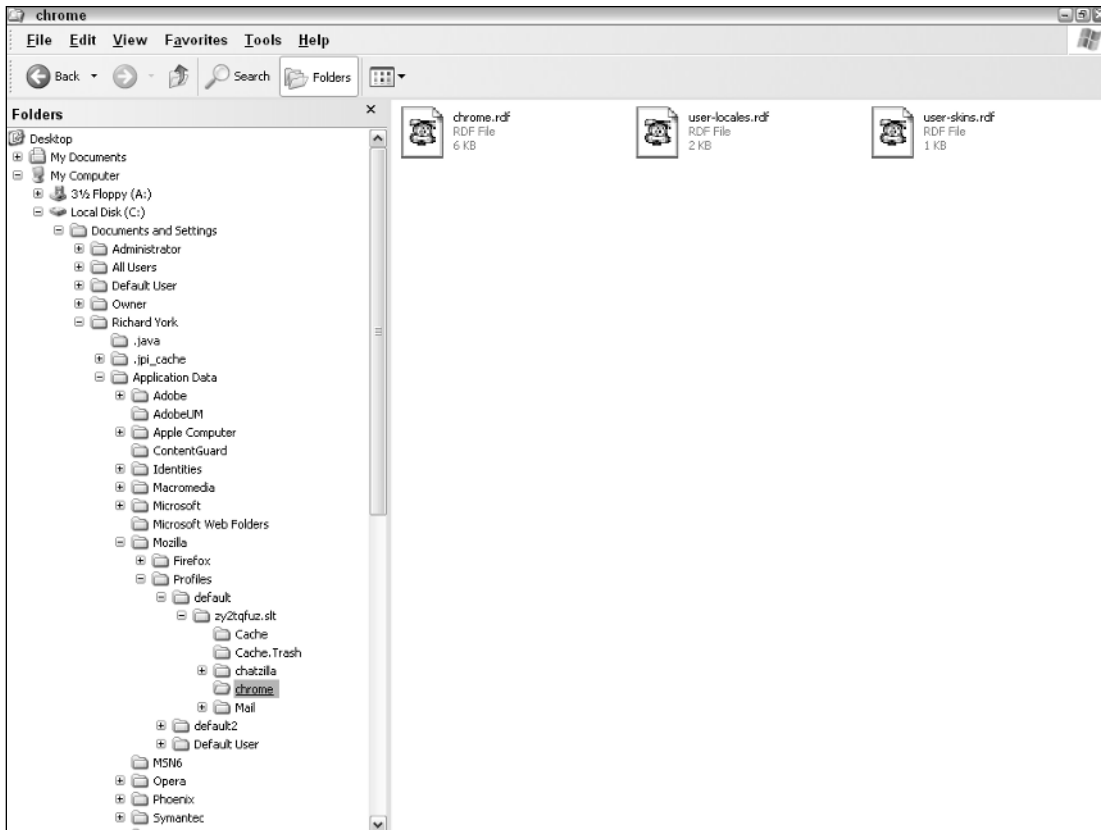 chrome
File Edit View Favorites Tools Help
Back Search Folders
Folders
Desktop
My Documents
My Computer
3½ Floppy (A:)
Local Disk (C:)
Documents and Settings
Administrator
All Users
Default User
Owner
Richard York
.java
.jpi_cache
Application Data
Adobe
AdobeUM
Apple Computer
ContentGuard
Identities
Macromedia
Microsoft
Microsoft Web Folders
Mozilla
Firefox
Profiles
default
zy2tqfuz.slt
Cache
Cache.Trash
chatzilla
chrome
Mail
default2
Default User
MSN6
Opera
Phoenix
Symantec
chrome.rdf
RDF File
6 KB
user-locales.rdf
RDF File
2 KB
user-skins.rdf
RDF File
1 KB